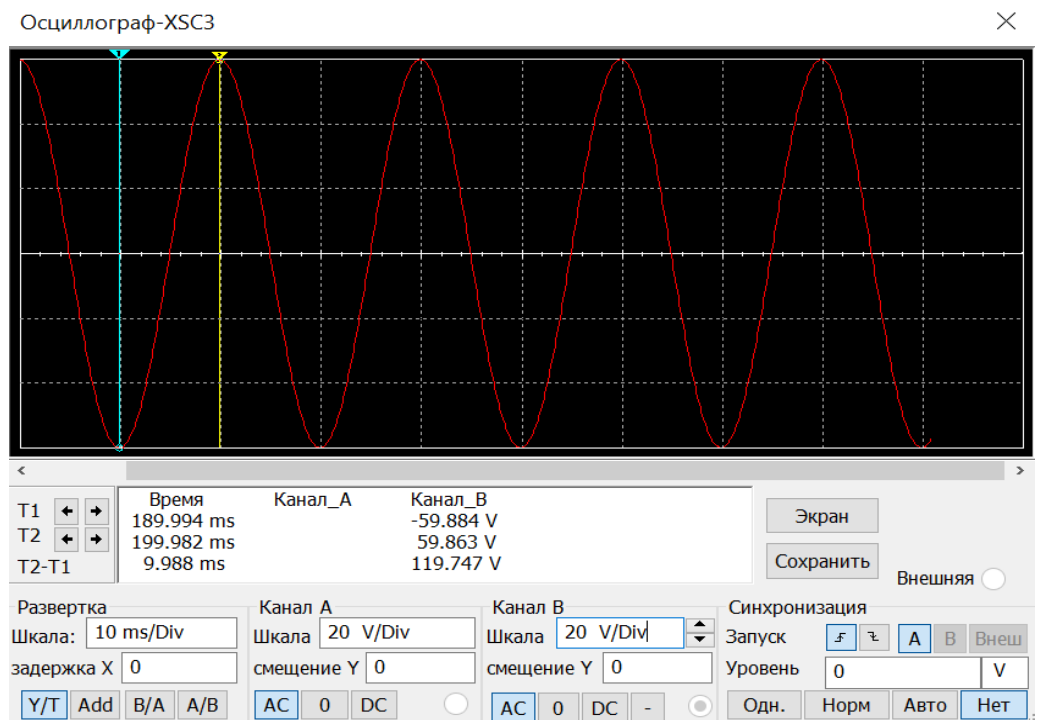 Осциллограф-XSC3
1
2
T1
T2
T2-T1
Время Канал_A Канал_B
189.994 ms -59.884 V
199.982 ms 59.863 V
9.988 ms 119.747 V
Экран
Сохранить
Внешняя
Развертка
Шкала: 10 ms/Div
задержка X 0
Y/T Add B/A A/B
Канал A
Шкала 20 V/Div
смещение Y 0
AC 0 DC
Канал B
Шкала 20 V/Div
смещение Y 0
AC 0 DC -
Синхронизация
Запуск A B Внеш
Уровень 0 V
Одн. Норм Авто Нет